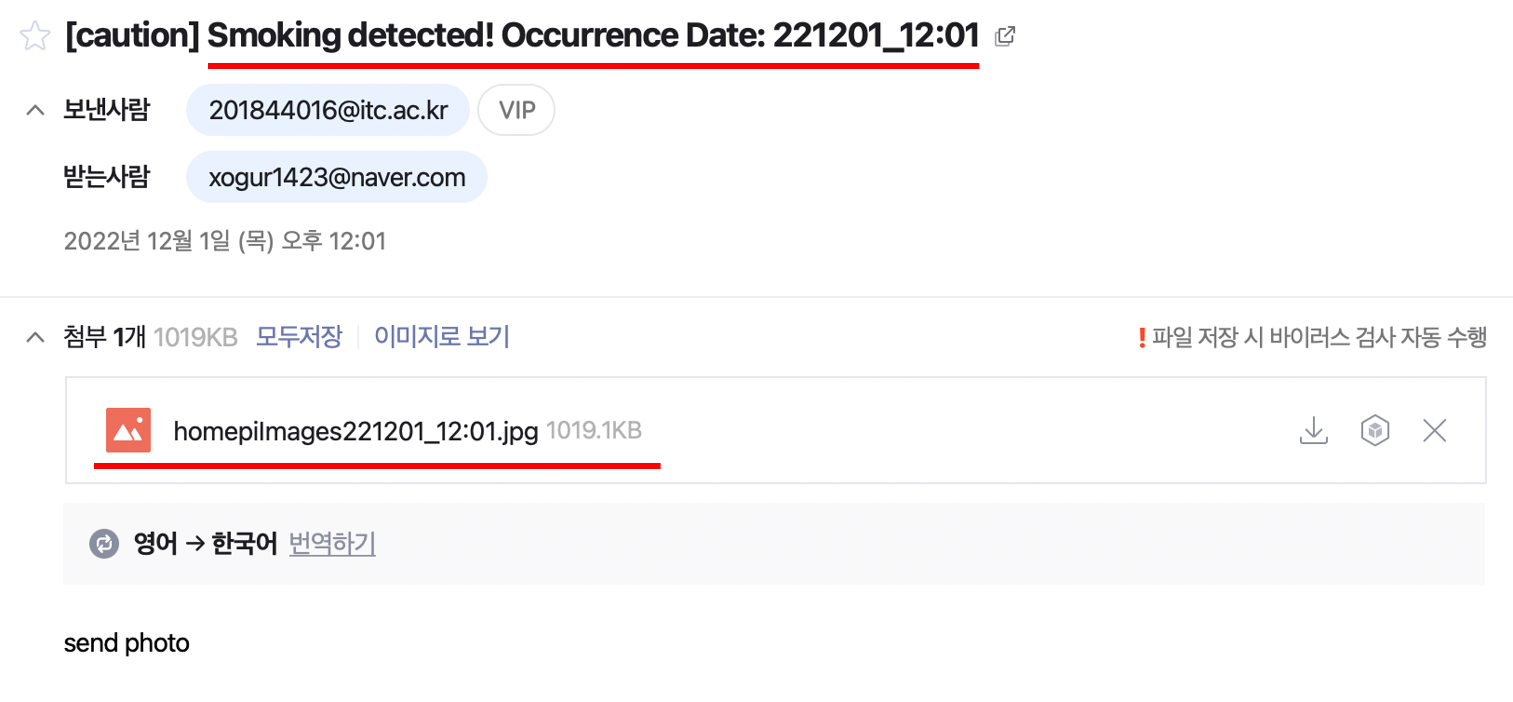 [caution] Smoking detected! Occurrence Date: 221201_12:01
보낸사람 201844016@itc.ac.kr VIP
받는사람 xogur1423@naver.com
2022년 12월 1일 (목) 오후 12:01
첨부 1개 1019KB 모두저장 이미지로 보기 ❗파일 저장 시 바이러스 검사 자동 수행
homepiImages221201_12:01.jpg 1019.1KB
영어 → 한국어 번역하기
send photo